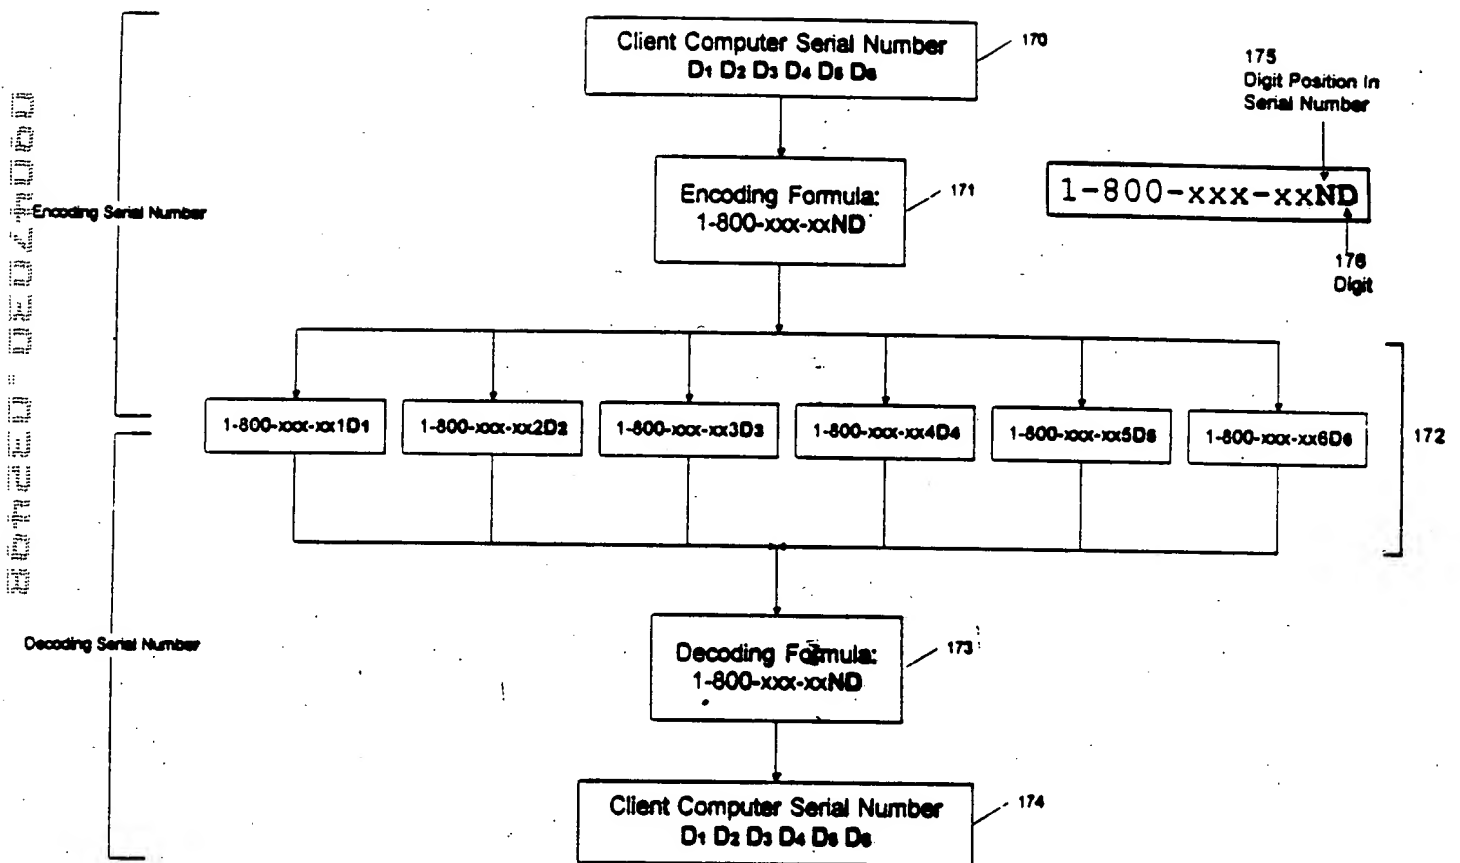 Client Computer Serial Number
D1 D2 D3 D4 D5 D6
170
175
Digit Position In
Serial Number
Encoding Formula:
1-800-xxx-xxND
171
1-800-xxx-xxND
176
Digit
Encoding Serial Number
1-800-xxx-xx1D1
1-800-xxx-xx2D2
1-800-xxx-xx3D3
1-800-xxx-xx4D4
1-800-xxx-xx5D5
1-800-xxx-xx6D6
172
Decoding Serial Number
Decoding Formula:
1-800-xxx-xxND
173
Client Computer Serial Number
D1 D2 D3 D4 D5 D6
174